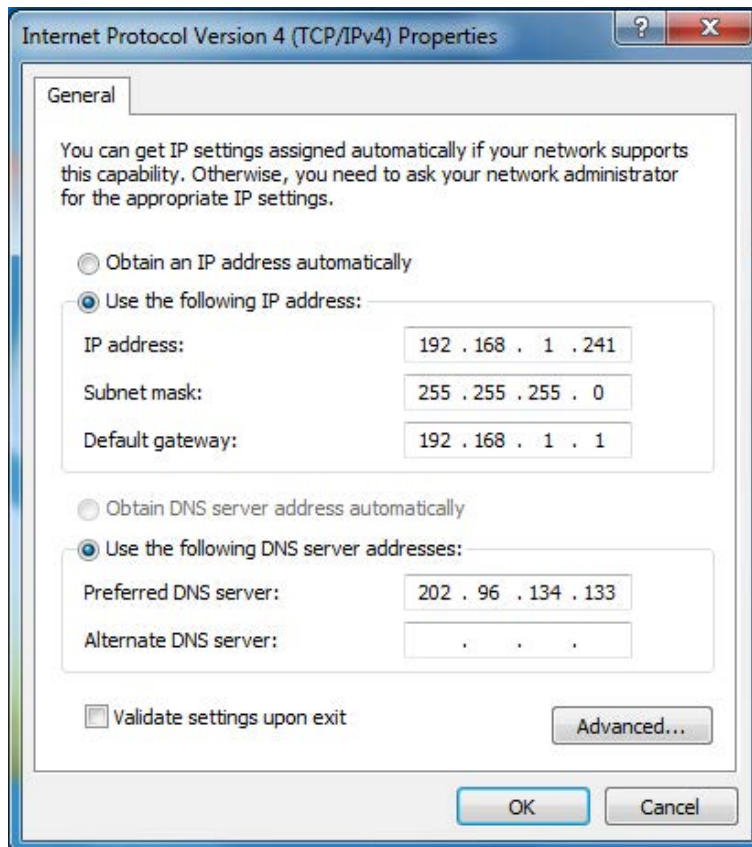 Internet Protocol Version 4 (TCP/IPv4) Properties
General
You can get IP settings assigned automatically if your network supports
this capability. Otherwise, you need to ask your network administrator
for the appropriate IP settings.
Obtain an IP address automatically
Use the following IP address:
IP address: 192 . 168 . 1 . 241
Subnet mask: 255 . 255 . 255 . 0
Default gateway: 192 . 168 . 1 . 1
Obtain DNS server address automatically
Use the following DNS server addresses:
Preferred DNS server: 202 . 96 . 134 . 133
Alternate DNS server: . . .
Validate settings upon exit
Advanced...
OK Cancel